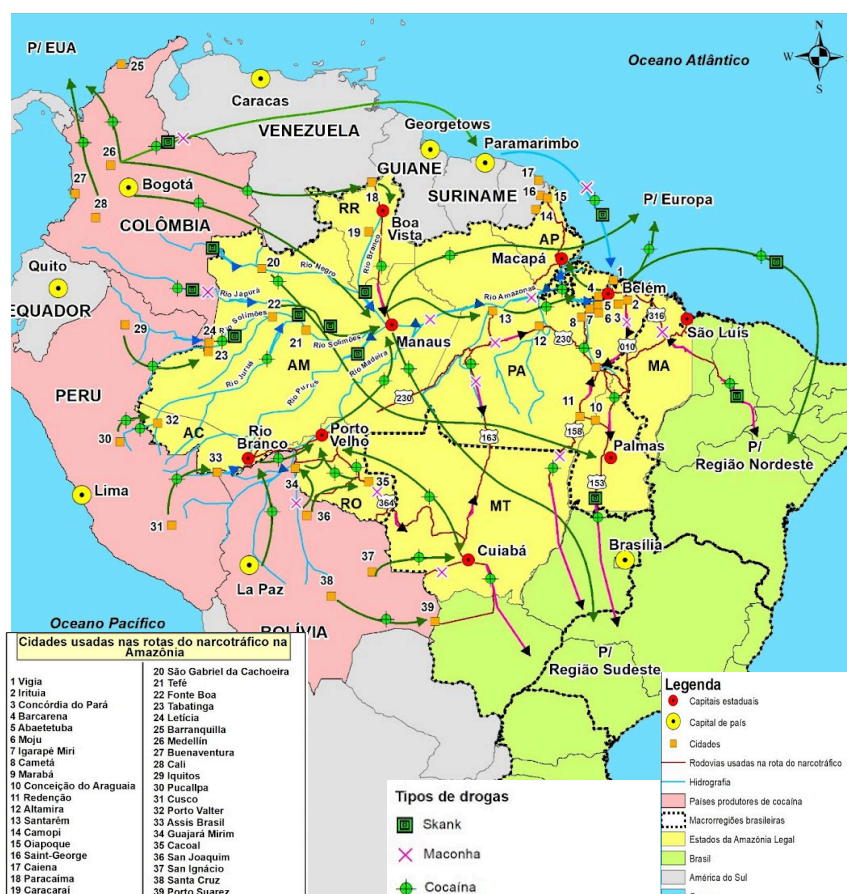 P/ EUA
25
Oceano Atlântico
N
W
E
S
Caracas
VENEZUELA
Georgetows
Paramarimbo
GUIANE
SURINAME
26
27
28
Bogotá
COLÔMBIA
17
16
15
14
P/ Europa
18
RR
Boa
Vista
19
Rio Branco
AP
Macapá
Quito
EQUADOR
20
Rio Negro
Rio Japurá
22
Rio Solimões
21
Rio Solimões
Manaus
Rio Amazonas
13
12
1
Belém
4
5
3
2
6
7
8
316
São Luís
24
23
29
Rio Juruá
AM
Rio Purus
Rio Madeira
230
230
PA
010
MA
9
PERU
30
32
AC
Rio
Branco
Porto
Velho
163
11
10
158
Palmas
P/
Região Nordeste
33
34
35
RO
364
MT
153
Lima
31
36
Cuiabá
Brasília
37
La Paz
38
39
BOLÍVIA
Oceano Pacífico
P/
Região Sudeste
Cidades usadas nas rotas do narcotráfico na
Amazônia
1 Vigia
2 Irituia
3 Concórdia do Pará
4 Barcarena
5 Abaetetuba
6 Moju
7 Igarapé Miri
8 Cametá
9 Marabá
10 Conceição do Araguaia
11 Redenção
12 Altamira
13 Santarém
14 Camopi
15 Oiapoque
16 Saint-George
17 Caiena
18 Paracaíma
19 Caracaraí
20 São Gabriel da Cachoeira
21 Tefé
22 Fonte Boa
23 Tabatinga
24 Letícia
25 Barranquilla
26 Medellín
27 Buenaventura
28 Cali
29 Iquitos
30 Pucallpa
31 Cusco
32 Porto Valter
33 Assis Brasil
34 Guajará Mirim
35 Cacoal
36 San Joaquim
37 San Ignácio
38 Santa Cruz
39 Porto Suarez
Tipos de drogas
Skank
Maconha
Cocaína
Legenda
Capitais estaduais
Capital de país
Cidades
Rodovias usadas na rota do narcotráfico
Hidrografia
Países produtores de cocaína
Macrorregiões brasileiras
Estados da Amazônia Legal
Brasil
América do Sul